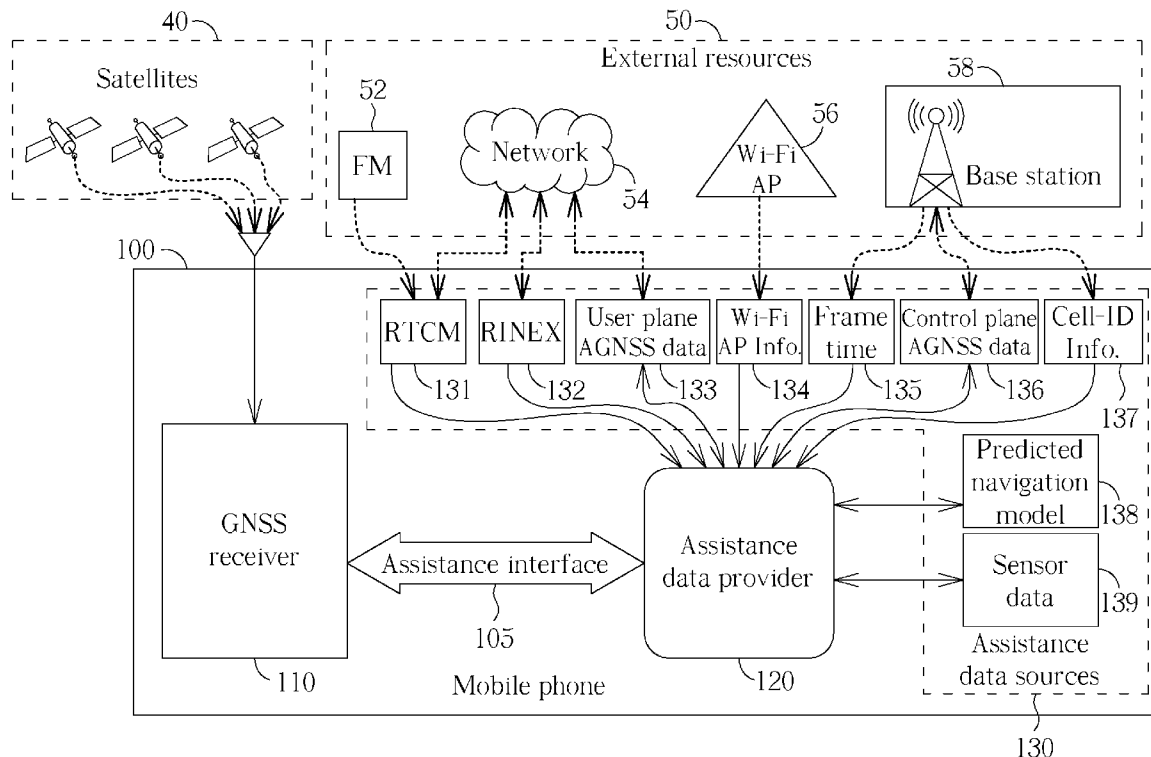 40
50
Satellites
External resources
52
58
FM
Network
54
56
Wi-Fi
AP
Base station
100
RTCM
RINEX
User plane
AGNSS data
Wi-Fi
AP Info.
Frame
time
Control plane
AGNSS data
Cell-ID
Info.
131
132
133
134
135
136
137
GNSS
receiver
Assistance interface
Assistance
data provider
Predicted
navigation
model
138
Sensor
data
139
105
110
Mobile phone
120
Assistance
data sources
130